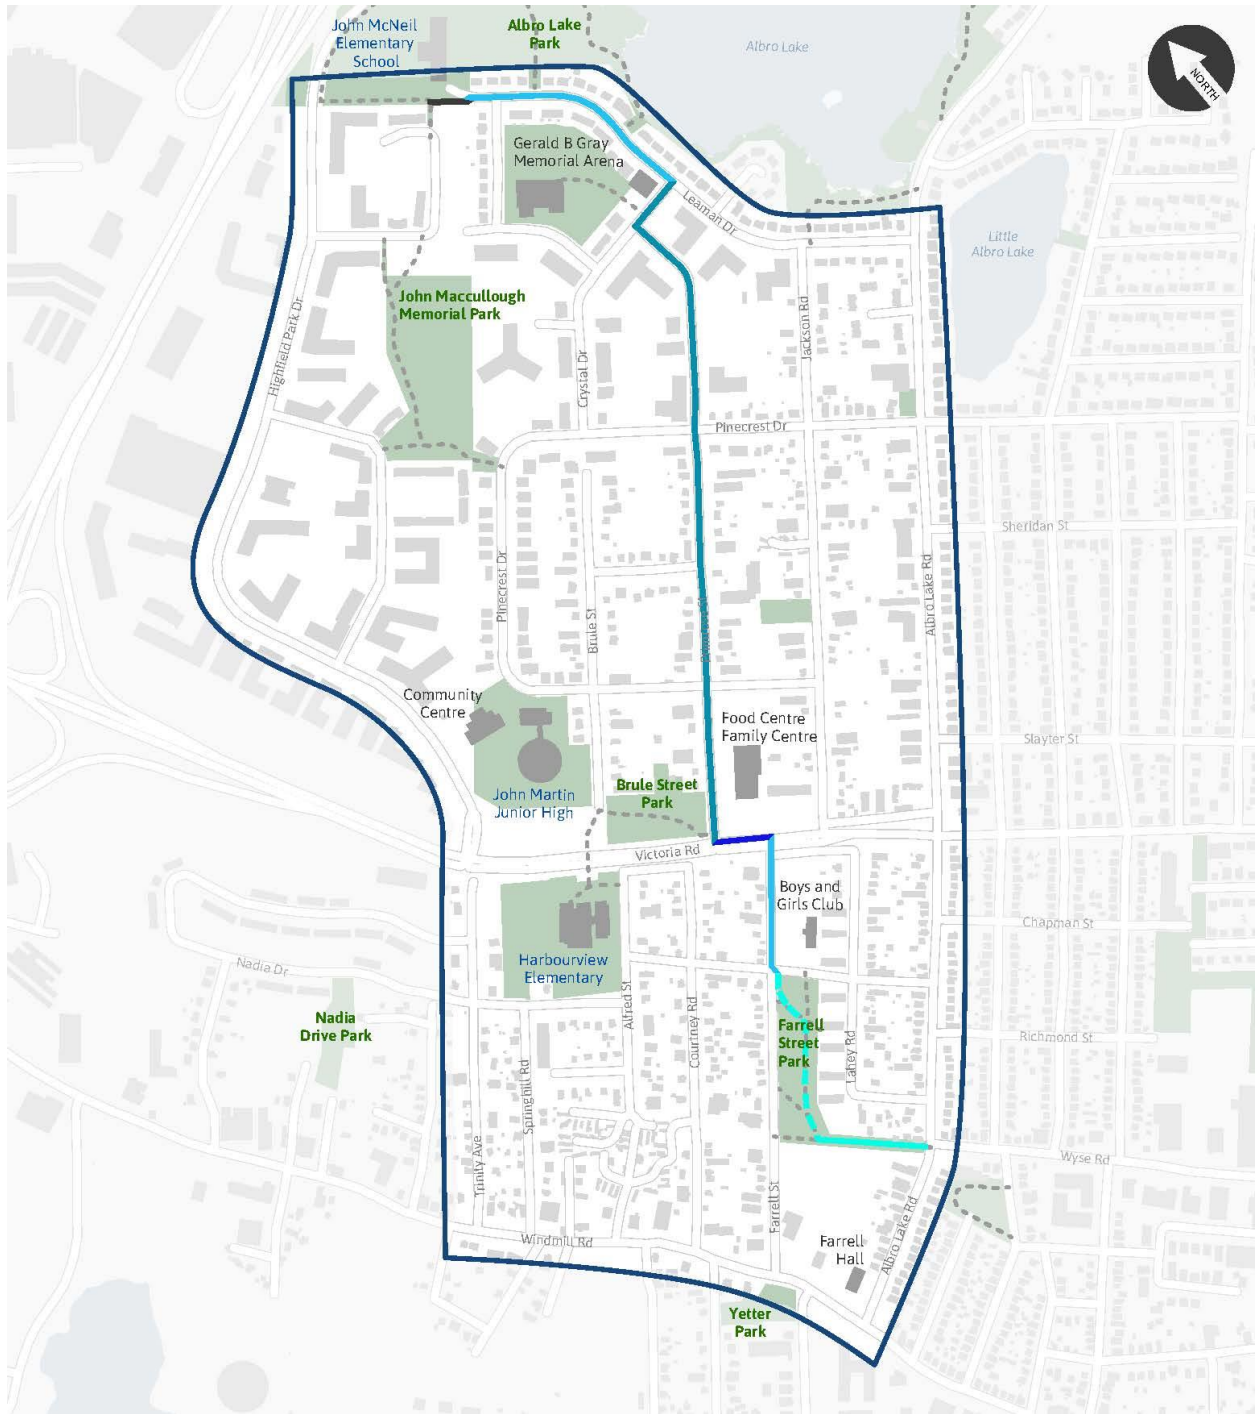 John McNeil
Elementary
School
Albro Lake
Park
Albro Lake
NORTH
Gerald B Gray
Memorial Arena
Leaman Dr
Little
Albro Lake
John Maccullough
Memorial Park
Highfield Park Dr
Crystal Dr
Jackson Rd
Pinecrest Dr
Sheridan St
Pinecrest Dr
Brule St
Albro Lake Rd
Community
Centre
Food Centre
Family Centre
Slayter St
John Martin
Junior High
Brule Street
Park
Victoria Rd
Boys and
Girls Club
Chapman St
Harbourview
Elementary
Nadia Dr
Alfred St
Courtney Rd
Nadia
Drive Park
Farrell
Street
Park
Lahey Rd
Richmond St
Springhill Rd
Trinity Ave
Wyse Rd
Farrell St
Windmill Rd
Farrell
Hall
Albro Lake Rd
Yetter
Park